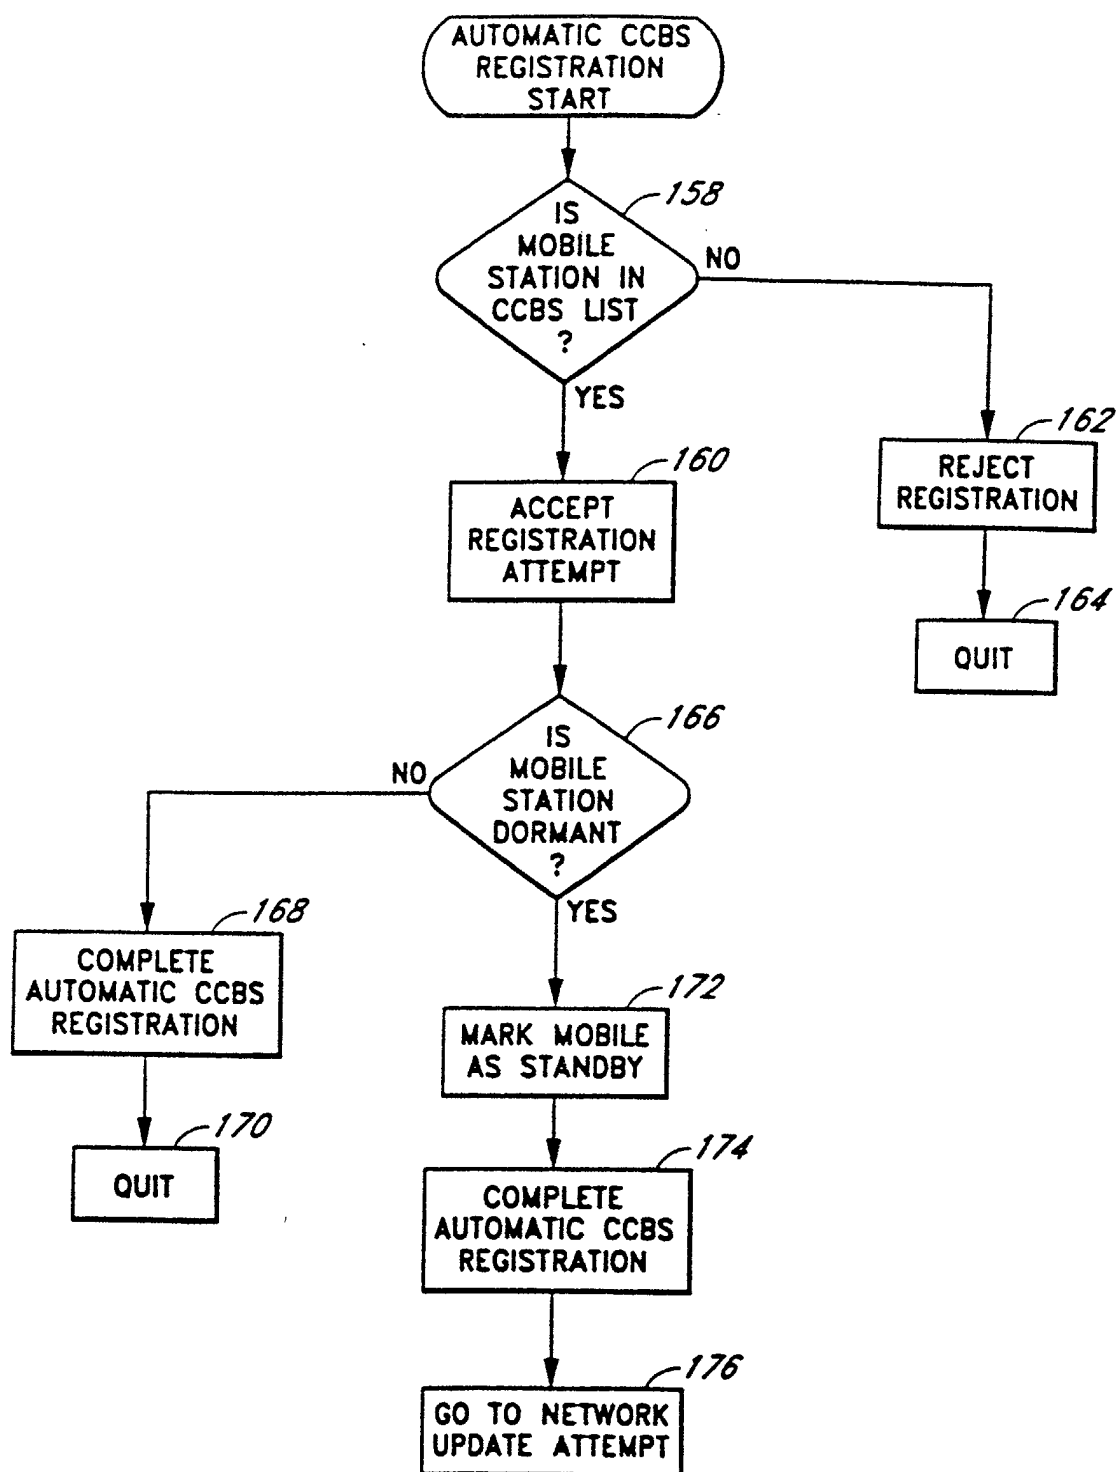 AUTOMATIC CCBS
REGISTRATION
START
158
IS
MOBILE
STATION IN
CCBS LIST
?
NO
YES
162
REJECT
REGISTRATION
160
ACCEPT
REGISTRATION
ATTEMPT
164
QUIT
166
IS
MOBILE
STATION
DORMANT
?
NO
YES
168
COMPLETE
AUTOMATIC CCBS
REGISTRATION
172
MARK MOBILE
AS STANDBY
170
QUIT
174
COMPLETE
AUTOMATIC CCBS
REGISTRATION
176
GO TO NETWORK
UPDATE ATTEMPT